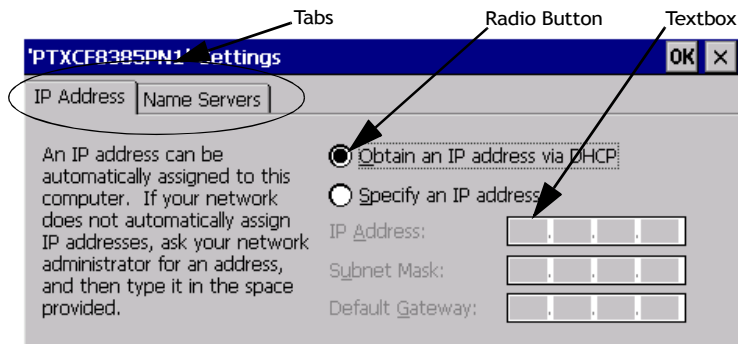 Tabs
Radio Button
Textbox
'PTXCF8385PN1' Settings
OK
IP Address
Name Servers
An IP address can be
automatically assigned to this
computer. If your network
does not automatically assign
IP addresses, ask your network
administrator for an address,
and then type it in the space
provided.
Obtain an IP address via DHCP
Specify an IP address
IP Address:
Subnet Mask:
Default Gateway: